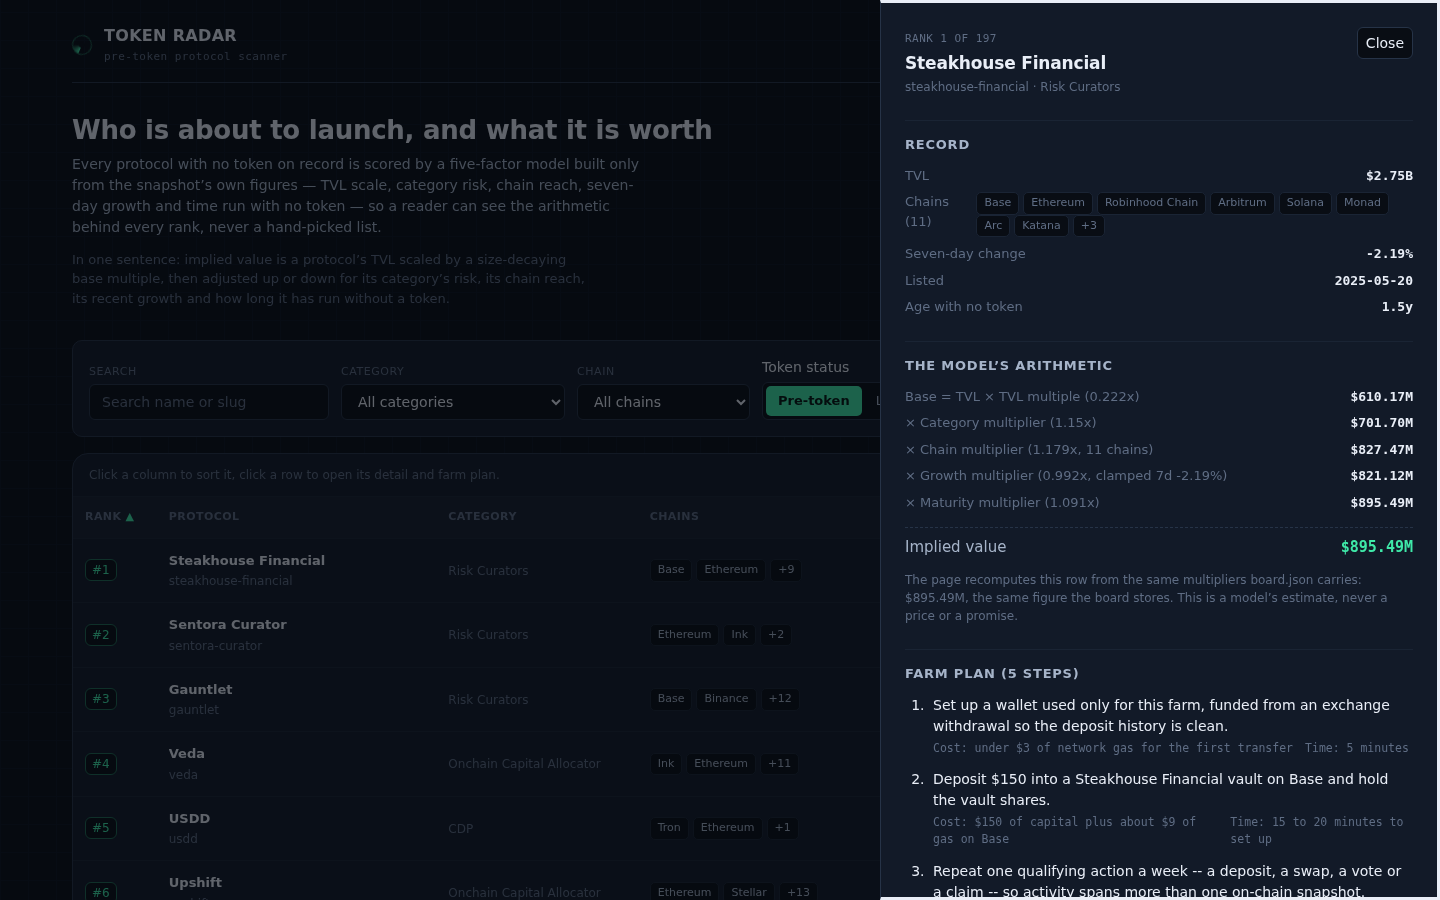 TOKEN RADAR
pre-token protocol scanner
Who is about to launch, and what it is worth
Every protocol with no token on record is scored by a five-factor model built only
from the snapshot’s own figures — TVL scale, category risk, chain reach, seven-
day growth and time run with no token — so a reader can see the arithmetic
behind every rank, never a hand-picked list.
In one sentence: implied value is a protocol’s TVL scaled by a size-decaying
base multiple, then adjusted up or down for its category’s risk, its chain reach,
its recent growth and how long it has run without a token.
SEARCH
CATEGORY
CHAIN
Token status
Search name or slug
All categories
All chains
Pre-token
Click a column to sort it, click a row to open its detail and farm plan.
RANK ▲ PROTOCOL CATEGORY CHAINS
#1 Steakhouse Financial Risk Curators Base Ethereum +9
steakhouse-financial
#2 Sentora Curator Risk Curators Ethereum Ink +2
sentora-curator
#3 Gauntlet Risk Curators Base Binance +12
gauntlet
#4 Veda Onchain Capital Allocator Ink Ethereum +11
veda
#5 USDD CDP Tron Ethereum +1
usdd
#6 Upshift Onchain Capital Allocator Ethereum Stellar +13
RANK 1 OF 197
Steakhouse Financial
steakhouse-financial · Risk Curators
Close
RECORD
TVL $2.75B
Chains (11) Base Ethereum Robinhood Chain Arbitrum Solana Monad
Arc Katana +3
Seven-day change -2.19%
Listed 2025-05-20
Age with no token 1.5y
THE MODEL’S ARITHMETIC
Base = TVL × TVL multiple (0.222x) $610.17M
× Category multiplier (1.15x) $701.70M
× Chain multiplier (1.179x, 11 chains) $827.47M
× Growth multiplier (0.992x, clamped 7d -2.19%) $821.12M
× Maturity multiplier (1.091x) $895.49M
Implied value $895.49M
The page recomputes this row from the same multipliers board.json carries:
$895.49M, the same figure the board stores. This is a model’s estimate, never a
price or a promise.
FARM PLAN (5 STEPS)
1. Set up a wallet used only for this farm, funded from an exchange
withdrawal so the deposit history is clean.
Cost: under $3 of network gas for the first transfer Time: 5 minutes
2. Deposit $150 into a Steakhouse Financial vault on Base and hold
the vault shares.
Cost: $150 of capital plus about $9 of gas on Base
Time: 15 to 20 minutes to set up
3. Repeat one qualifying action a week -- a deposit, a swap, a vote or
a claim -- so activity spans more than one on-chain snapshot.